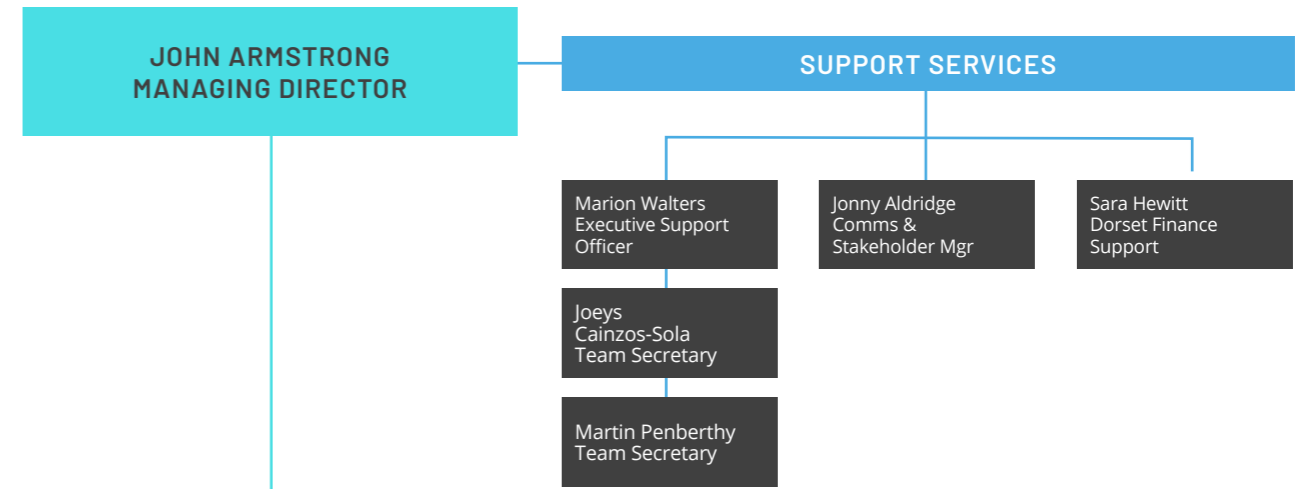 JOHN ARMSTRONG
MANAGING DIRECTOR
SUPPORT SERVICES
Marion Walters
Executive Support
Officer
Jonny Aldridge
Comms &
Stakeholder Mgr
Sara Hewitt
Dorset Finance
Support
Joeys
Cainzos-Sola
Team Secretary
Martin Penberthy
Team Secretary